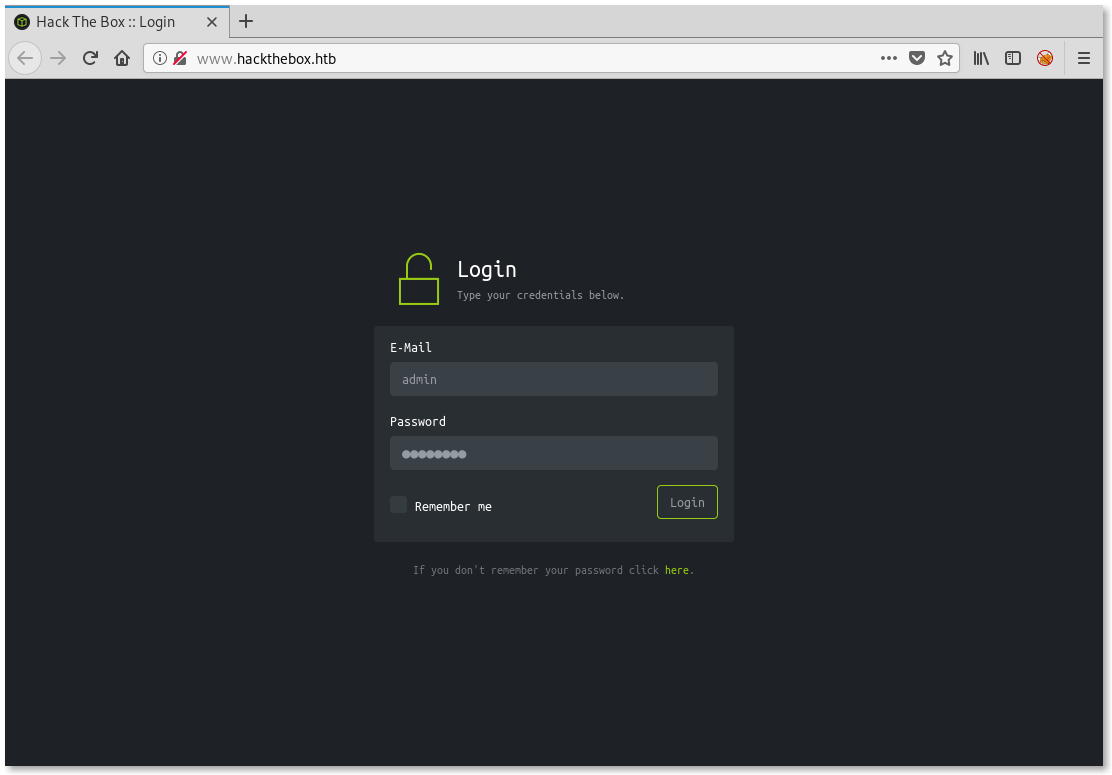 Hack The Box :: Login
www.hackthebox.htb
Login
Type your credentials below.
E-Mail
admin
Password
●●●●●●●●
Remember me
Login
If you don't remember your password click here.